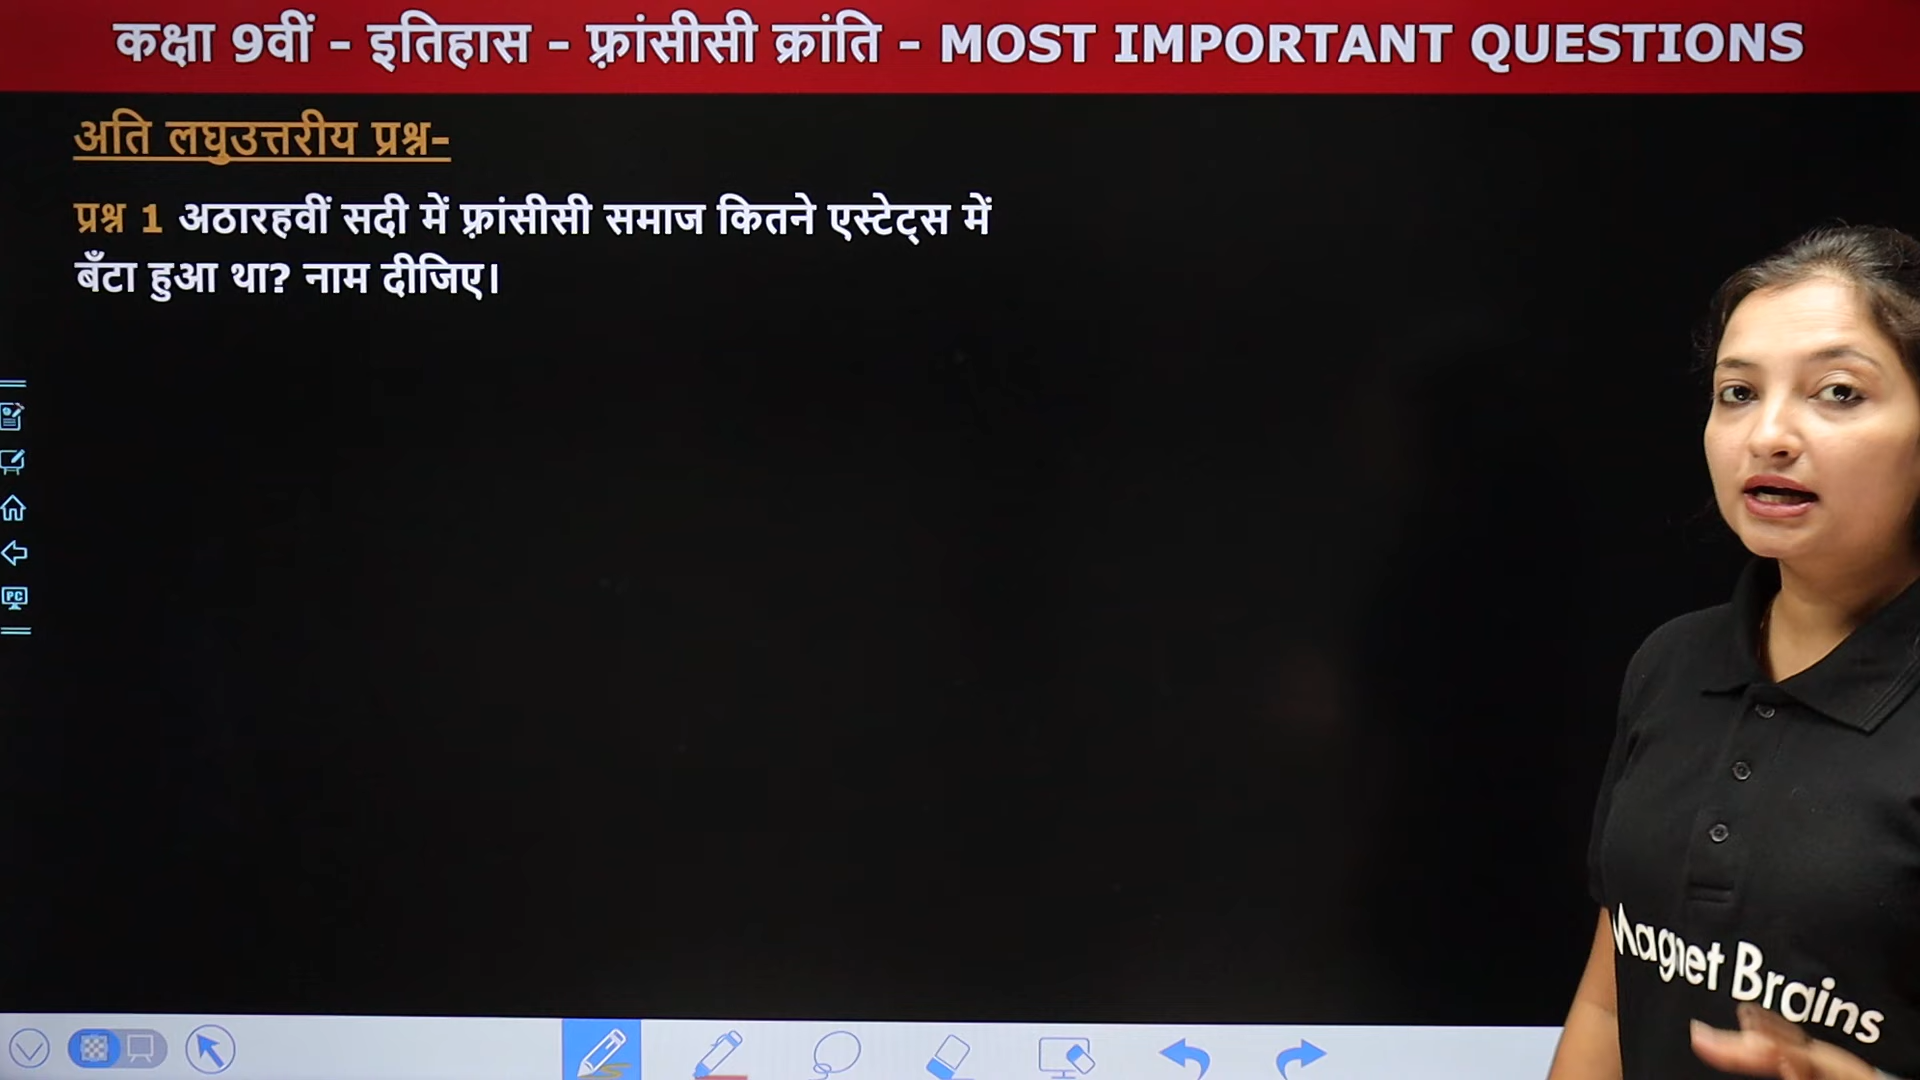 कक्षा 9वीं - इतिहास - फ़्रांसीसी क्रांति - MOST IMPORTANT QUESTIONS
अति लघुउत्तरीय प्रश्न-
प्रश्न 1 अठारहवीं सदी में फ़्रांसीसी समाज कितने एस्टेट्स में
बँटा हुआ था? नाम दीजिए।
PC
Magnet Brains